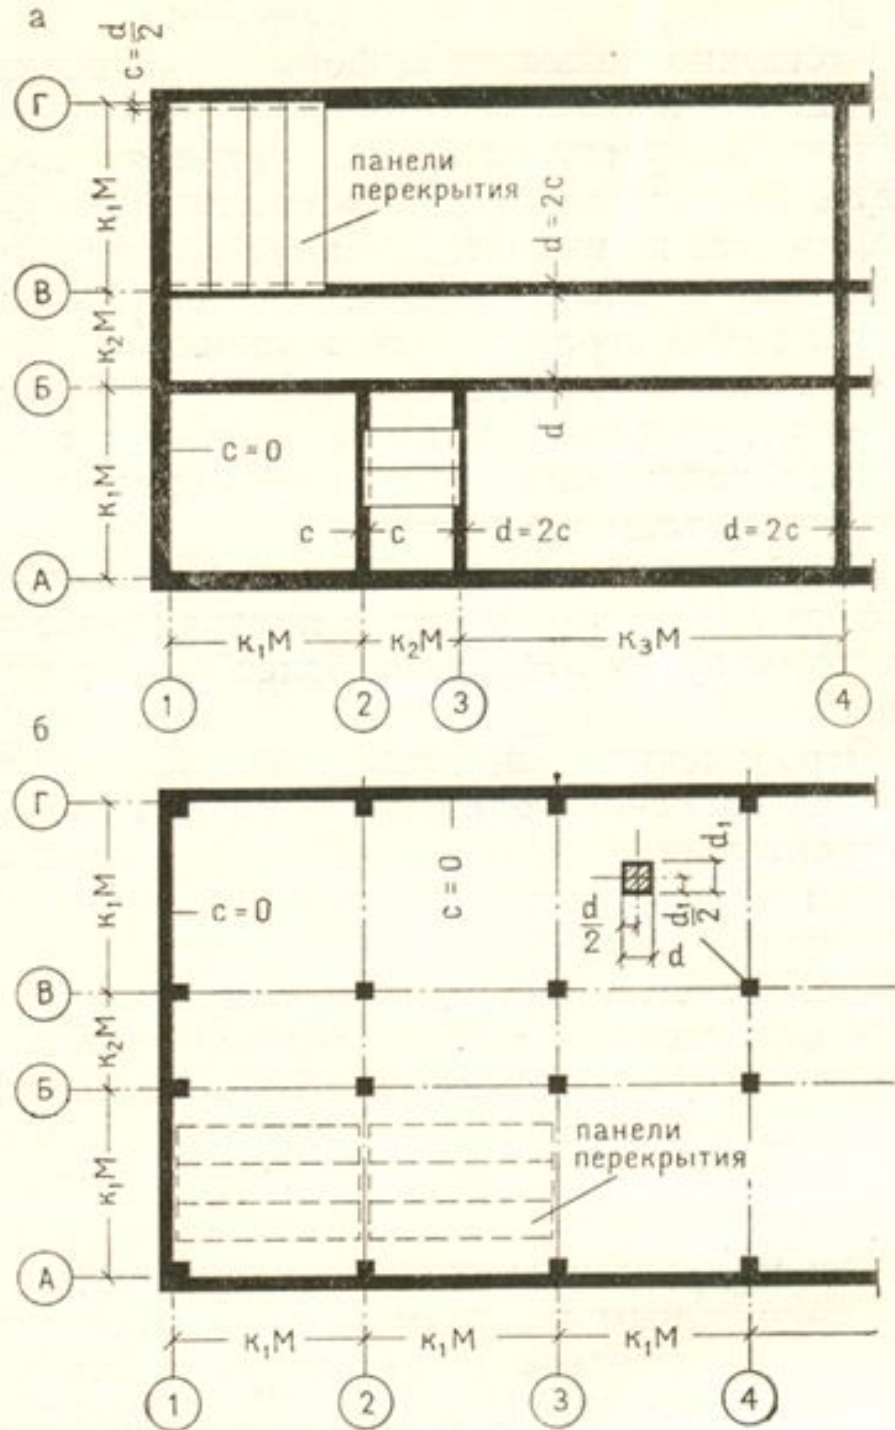 а
c = d/2
Г
панели
перекрытия
к₁М
d = 2c
В
к₂М
Б
d
c = 0
к₁М
c
c
d = 2c
d = 2c
А
к₁М
к₂М
к₃М
1
2
3
4
б
Г
к₁М
c = 0
c = 0
d/2
d
d₁/2
d₁
В
к₂М
Б
панели
перекрытия
к₁М
А
к₁М
к₁М
к₁М
1
2
3
4